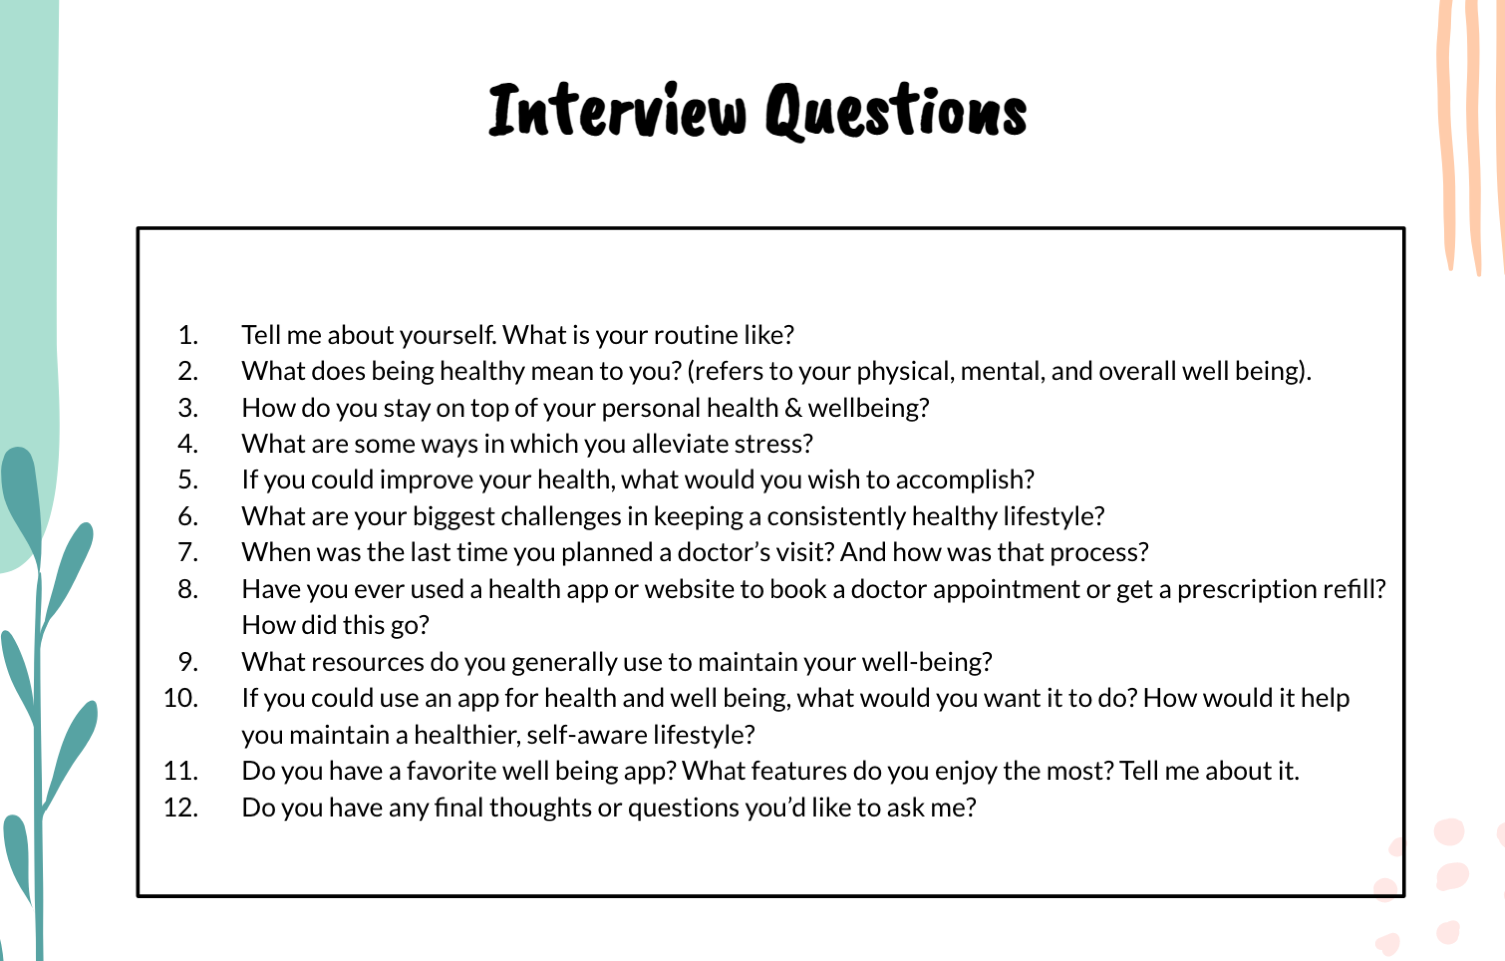 Interview Questions
1. Tell me about yourself. What is your routine like?
2. What does being healthy mean to you? (refers to your physical, mental, and overall well being).
3. How do you stay on top of your personal health & wellbeing?
4. What are some ways in which you alleviate stress?
5. If you could improve your health, what would you wish to accomplish?
6. What are your biggest challenges in keeping a consistently healthy lifestyle?
7. When was the last time you planned a doctor’s visit? And how was that process?
8. Have you ever used a health app or website to book a doctor appointment or get a prescription refill?
How did this go?
9. What resources do you generally use to maintain your well-being?
10. If you could use an app for health and well being, what would you want it to do? How would it help
you maintain a healthier, self-aware lifestyle?
11. Do you have a favorite well being app? What features do you enjoy the most? Tell me about it.
12. Do you have any final thoughts or questions you’d like to ask me?